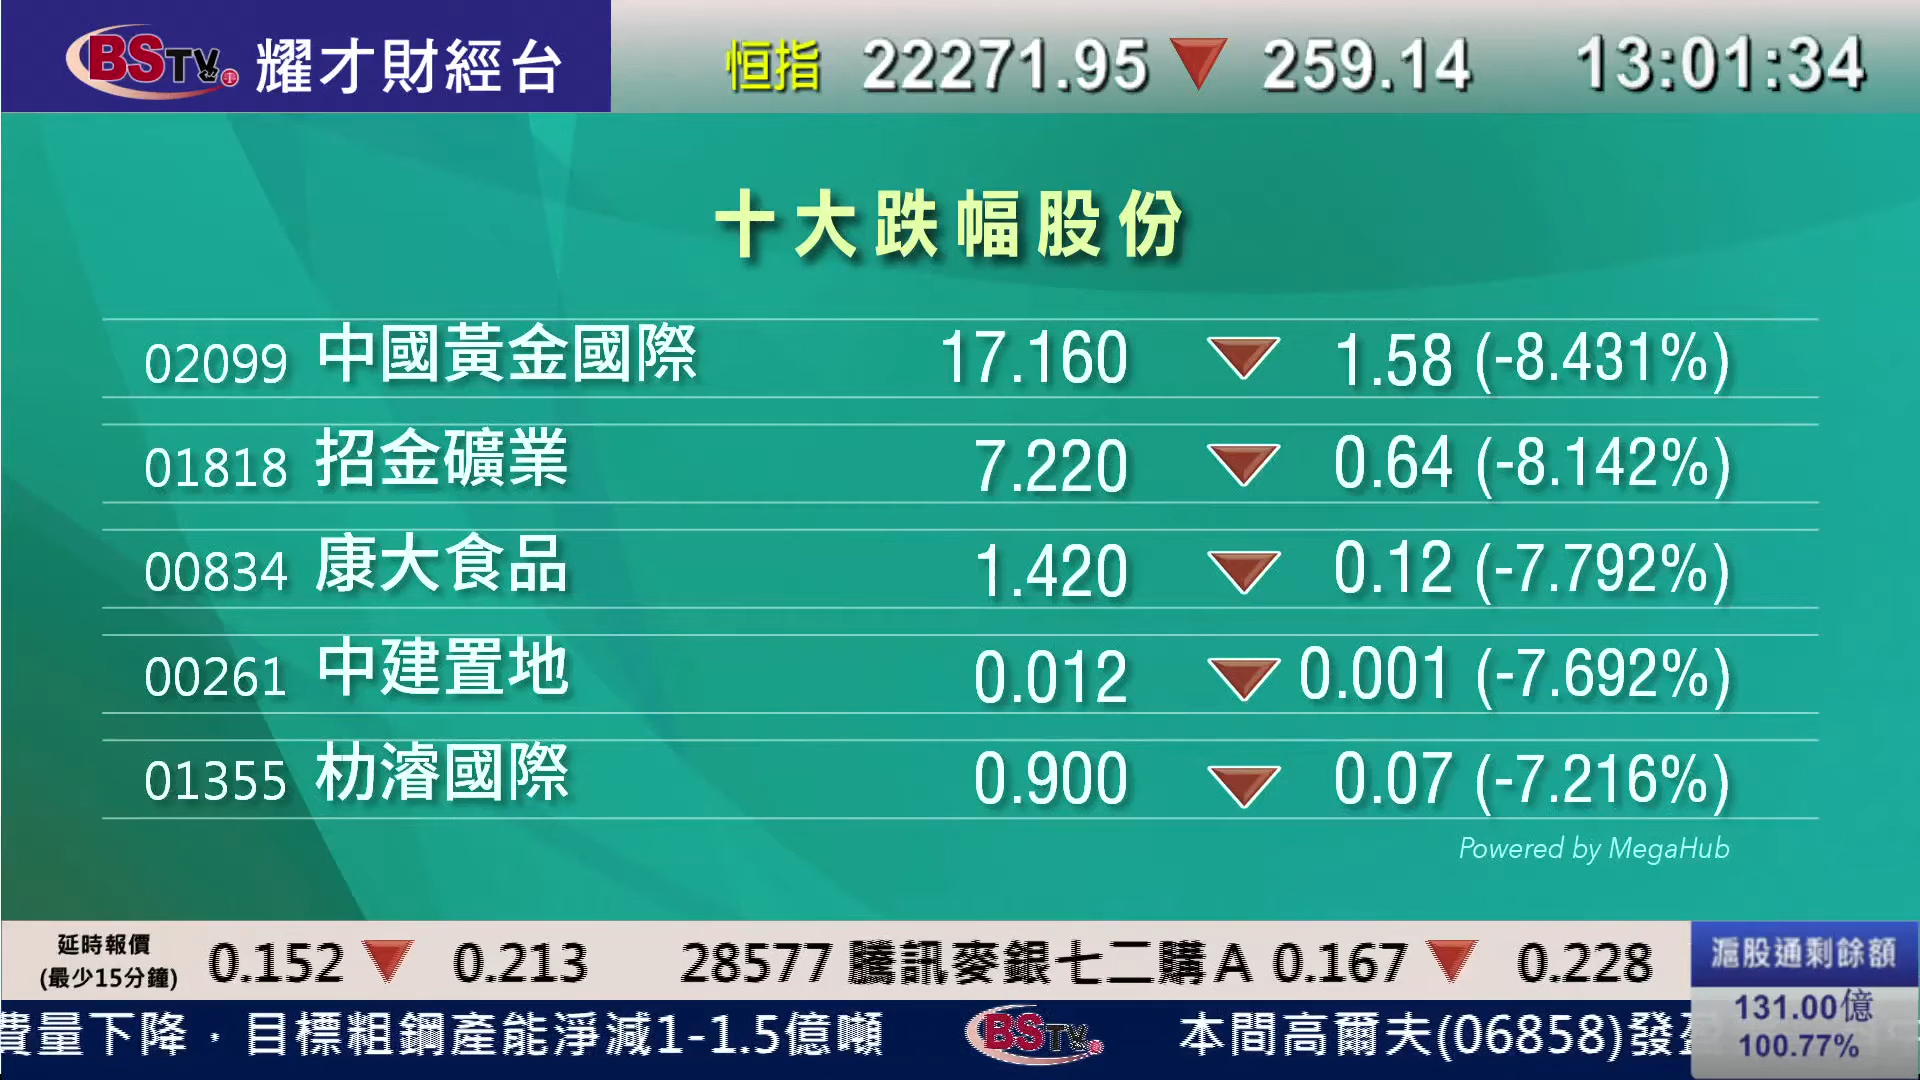 BSTV 耀才財經台
恒指 22271.95 ▼ 259.14 13:01:34
十大跌幅股份
02099 中國黃金國際 17.160 ▼ 1.58 (-8.431%)
01818 招金礦業 7.220 ▼ 0.64 (-8.142%)
00834 康大食品 1.420 ▼ 0.12 (-7.792%)
00261 中建置地 0.012 ▼ 0.001 (-7.692%)
01355 朸濬國際 0.900 ▼ 0.07 (-7.216%)
Powered by MegaHub
延時報價
(最少15分鐘)
0.152 ▼ 0.213 28577 騰訊麥銀七二購A 0.167 ▼ 0.228
滬股通剩餘額
131.00億
100.77%
費量下降，目標粗鋼產能淨減1-1.5億噸 BSTV 本間高爾夫(06858)發